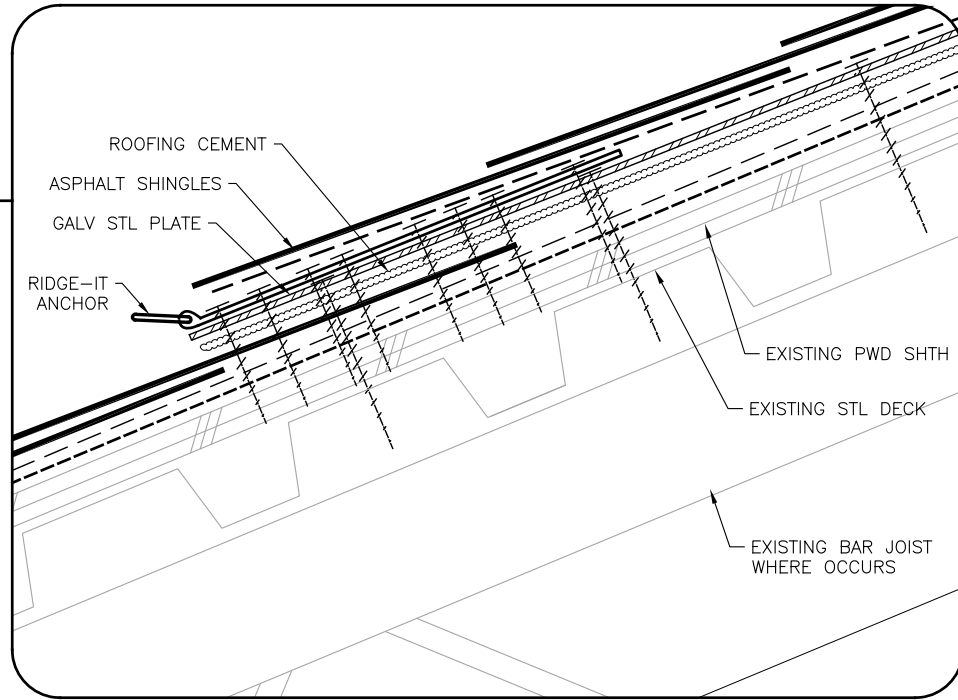 ROOFING CEMENT
ASPHALT SHINGLES
GALV STL PLATE
RIDGE-IT
ANCHOR
EXISTING PWD SHTH
EXISTING STL DECK
EXISTING BAR JOIST
WHERE OCCURS